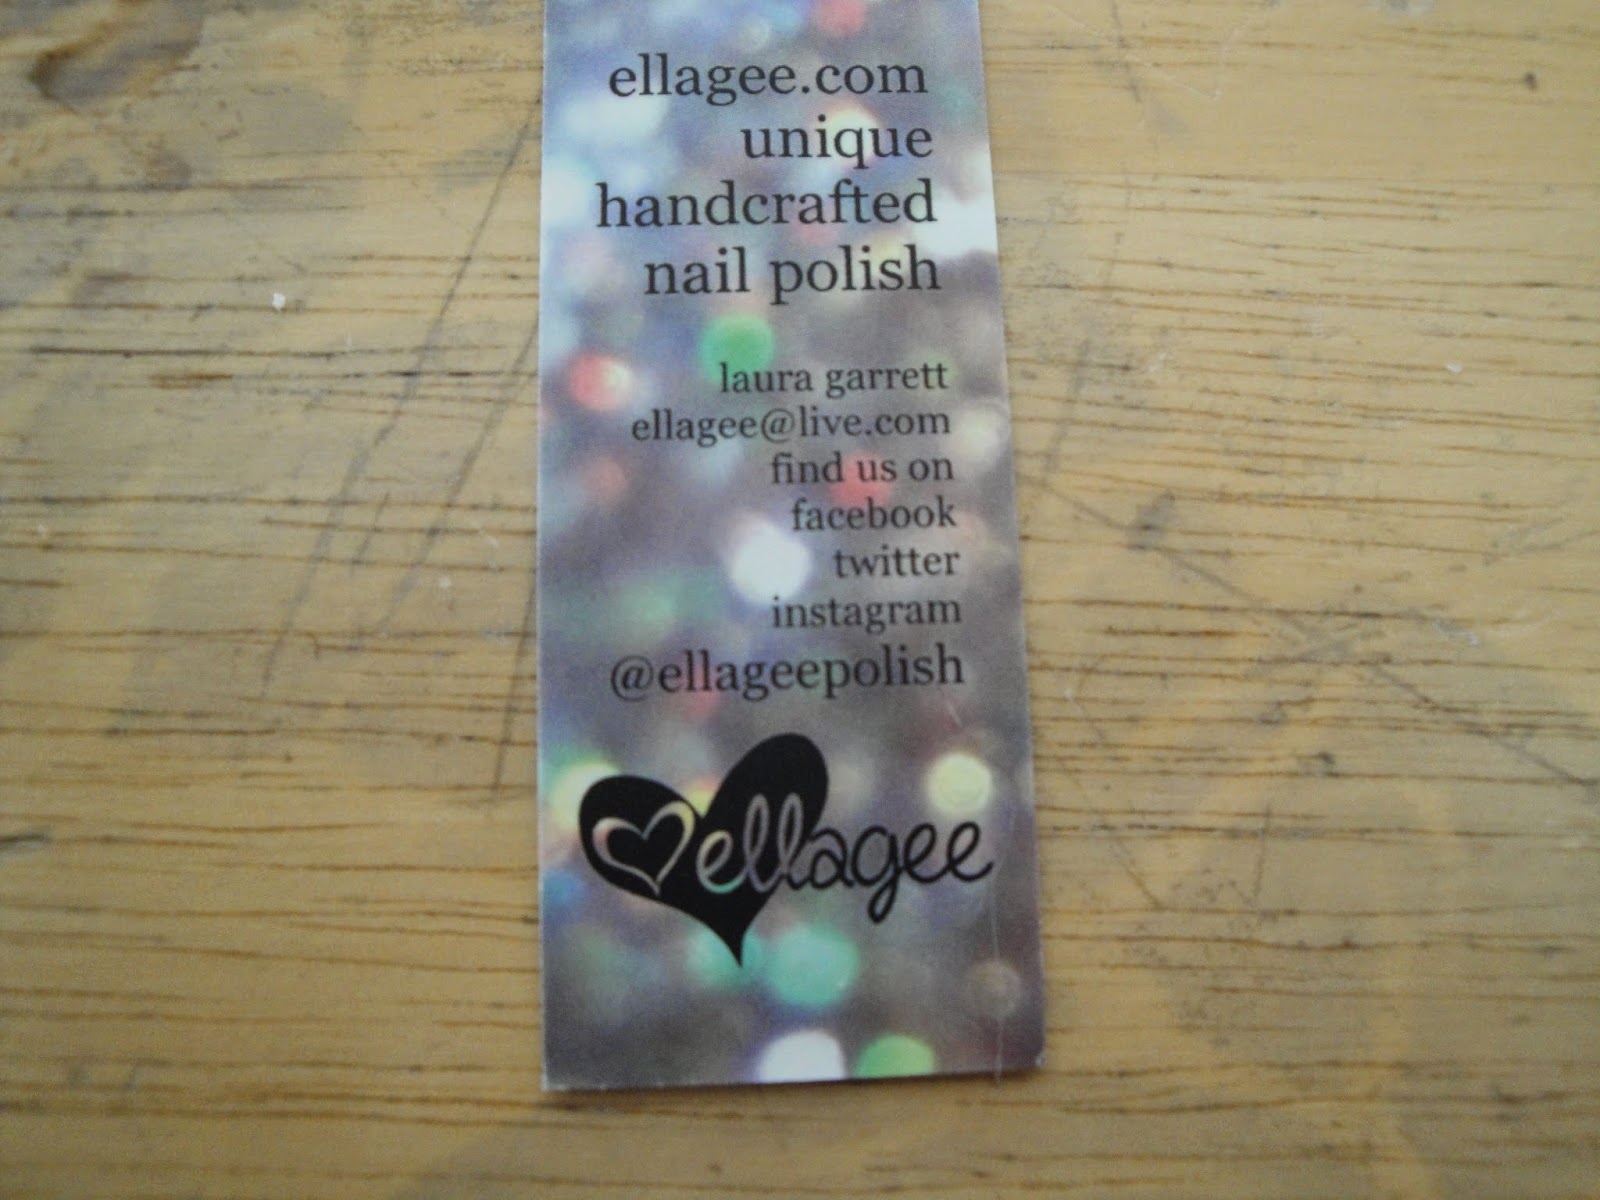 ellagee.com
unique
handcrafted
nail polish
laura garrett
ellagee@live.com
find us on
facebook
twitter
instagram
@ellageepolish
ellagee